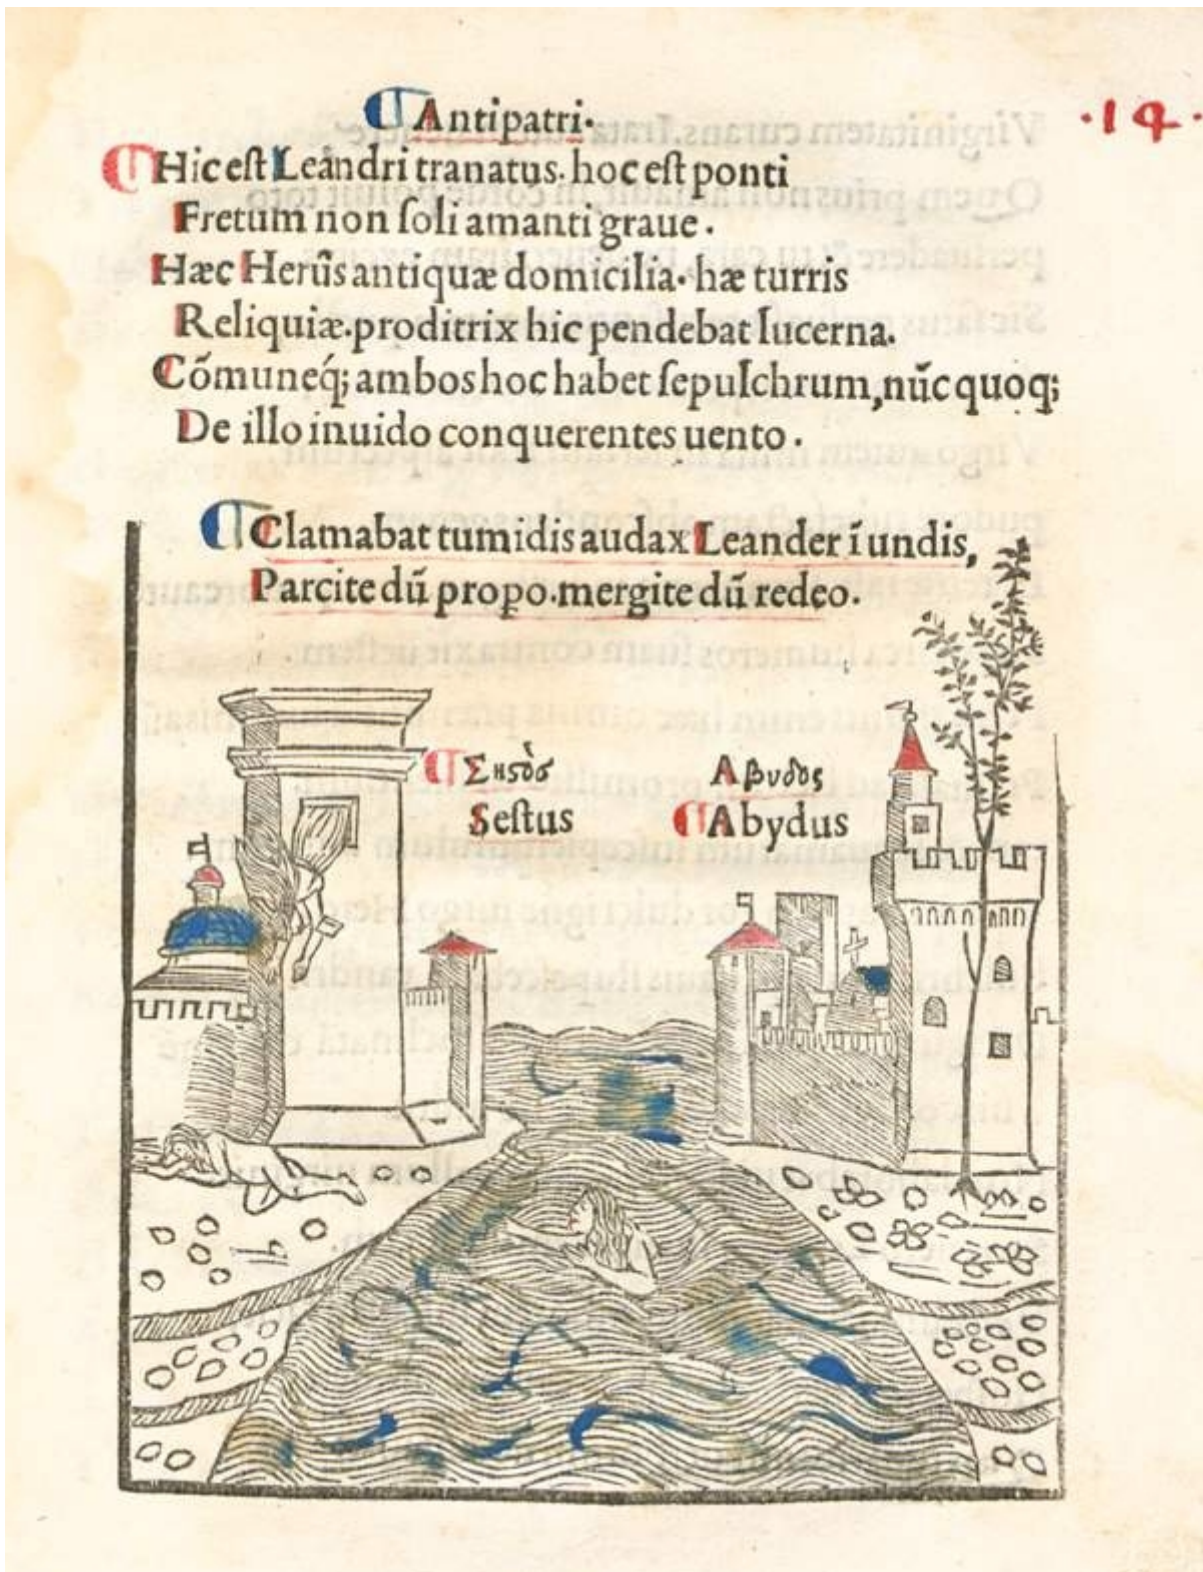 Antipatri.
·14·
Hic eſt Leandri tranatus. hoc eſt ponti
Fretum non ſoli amanti graue.
Hæc Herũs antiquæ domicilia. hæ turris
Reliquiæ. proditrix hic pendebat lucerna.
Cõmuneq́; ambos hoc habet ſepulchrum, nũc quoq;
De illo inuido conquerentes uento.
Clamabat tumidis audax Leander ĩ undis,
Parcite dũ propo. mergite dũ redeo.
Σηστὸσ
Seſtus
Αβυδος
Abydus